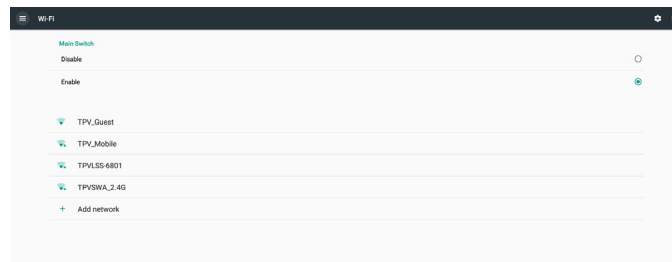 Wi-Fi
Main Switch
Disable
Enable
TPV_Guest
TPV_Mobile
TPVLSS-6801
TPVSWA_2.4G
+ Add network